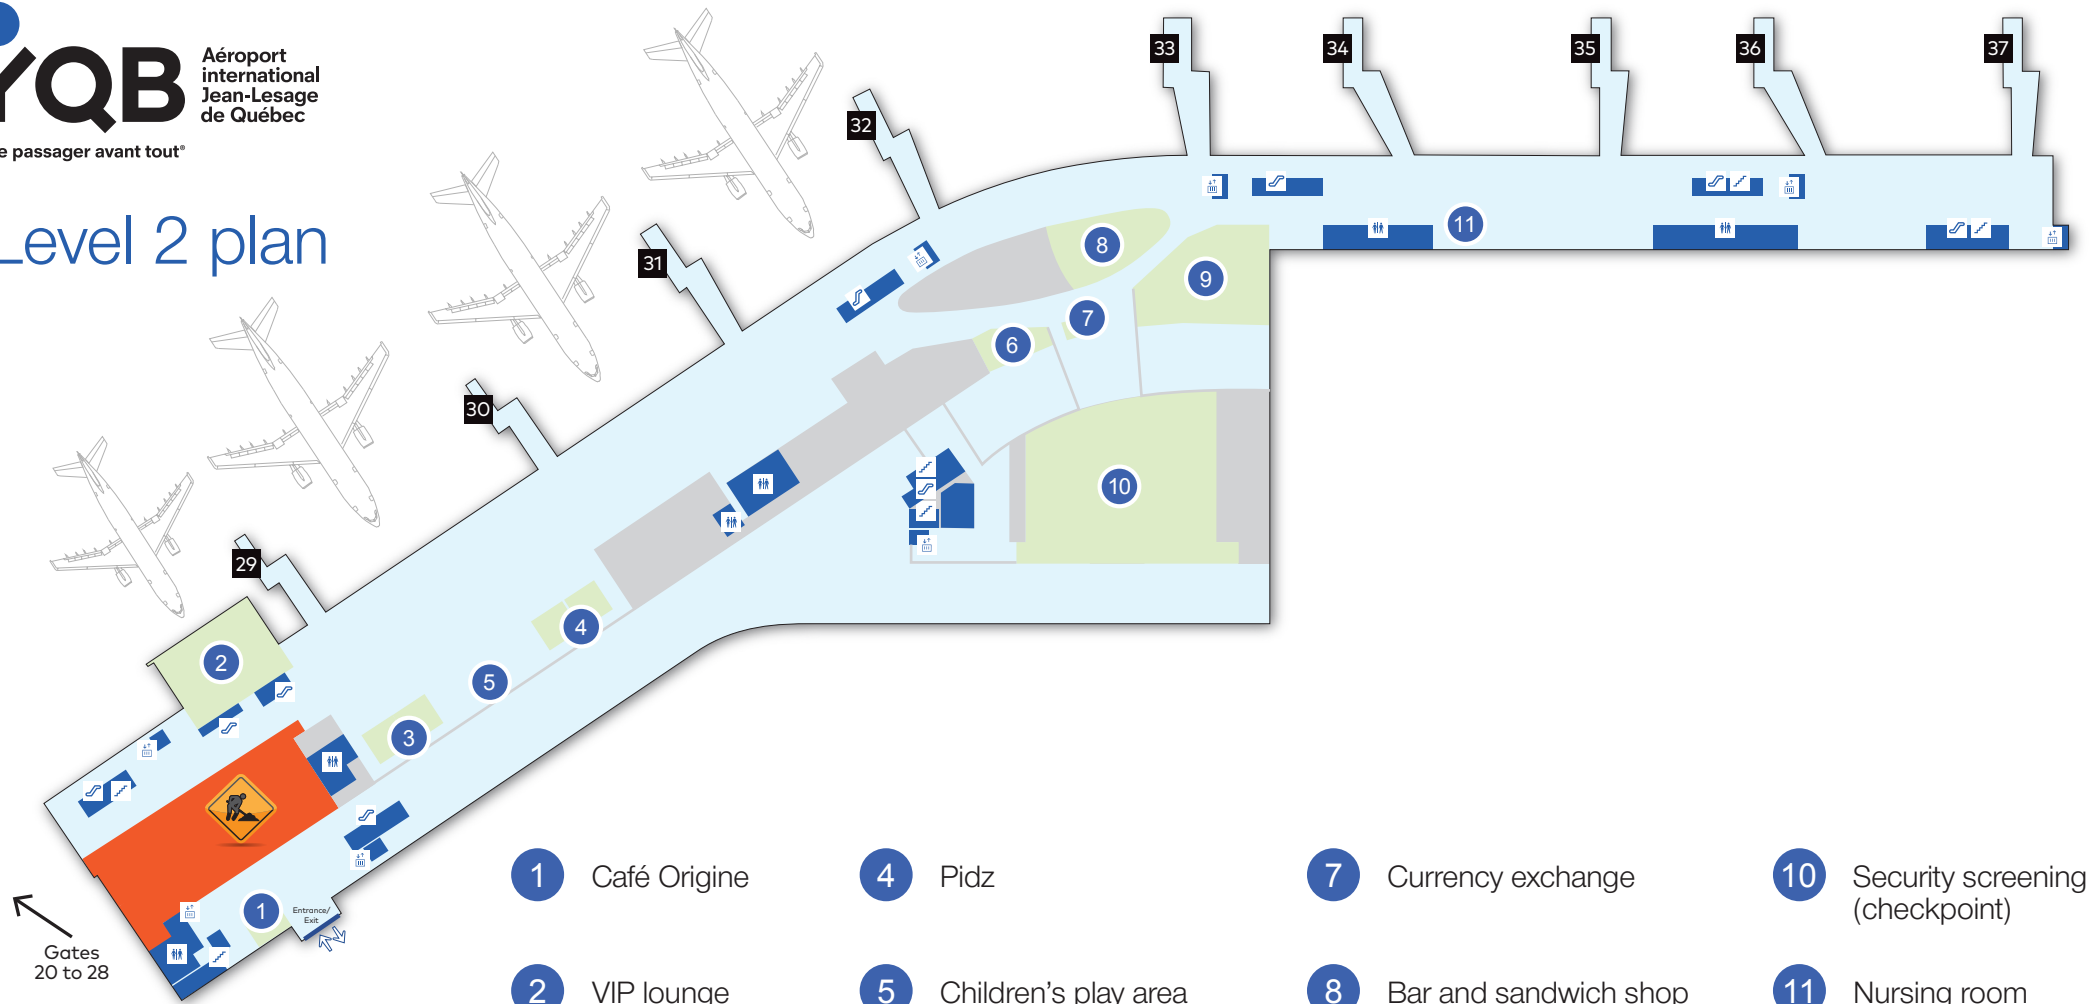 YQB
Aéroport
international
Jean-Lesage
de Québec
e passager avant tout®
Level 2 plan
33
34
35
36
37
32
31
30
29
11
8
9
7
6
10
4
5
2
3
1
Entrance/
Exit
Gates
20 to 28
1 Café Origine
4 Pidz
7 Currency exchange
10 Security screening
(checkpoint)
2 VIP lounge
5 Children's play area
8 Bar and sandwich shop
11 Nursing room